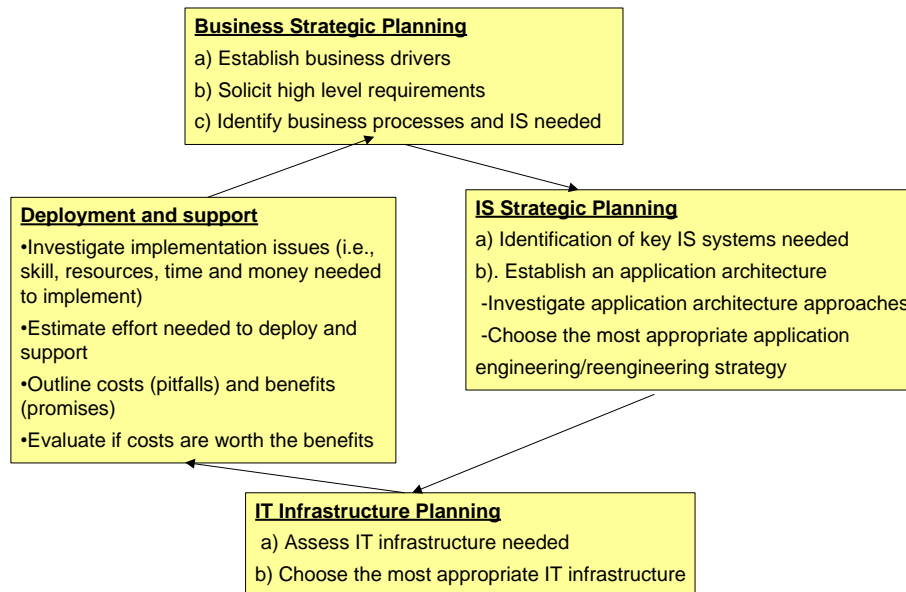 Business Strategic Planning
a) Establish business drivers
b) Solicit high level requirements
c) Identify business processes and IS needed
Deployment and support
•Investigate implementation issues (i.e.,
skill, resources, time and money needed
to implement)
•Estimate effort needed to deploy and
support
•Outline costs (pitfalls) and benefits
(promises)
•Evaluate if costs are worth the benefits
IS Strategic Planning
a) Identification of key IS systems needed
b). Establish an application architecture
-Investigate application architecture approaches
-Choose the most appropriate application
engineering/reengineering strategy
IT Infrastructure Planning
a) Assess IT infrastructure needed
b) Choose the most appropriate IT infrastructure